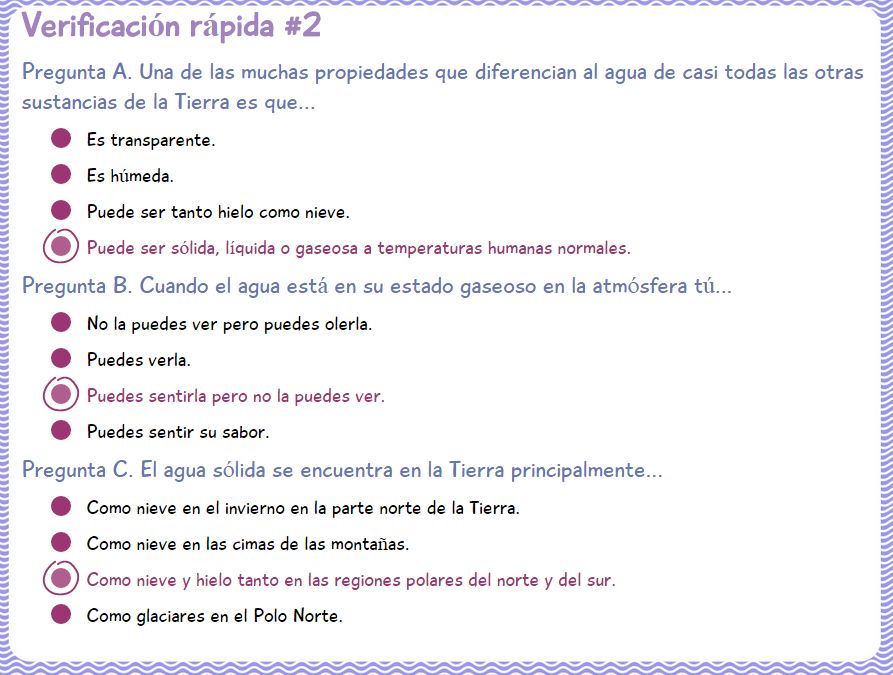 Verificación rápida #2
Pregunta A. Una de las muchas propiedades que diferencian al agua de casi todas las otras
sustancias de la Tierra es que...
Es transparente.
Es húmeda.
Puede ser tanto hielo como nieve.
Puede ser sólida, líquida o gaseosa a temperaturas humanas normales.
Pregunta B. Cuando el agua está en su estado gaseoso en la atmósfera tú...
No la puedes ver pero puedes olerla.
Puedes verla.
Puedes sentirla pero no la puedes ver.
Puedes sentir su sabor.
Pregunta C. El agua sólida se encuentra en la Tierra principalmente...
Como nieve en el invierno en la parte norte de la Tierra.
Como nieve en las cimas de las montañas.
Como nieve y hielo tanto en las regiones polares del norte y del sur.
Como glaciares en el Polo Norte.